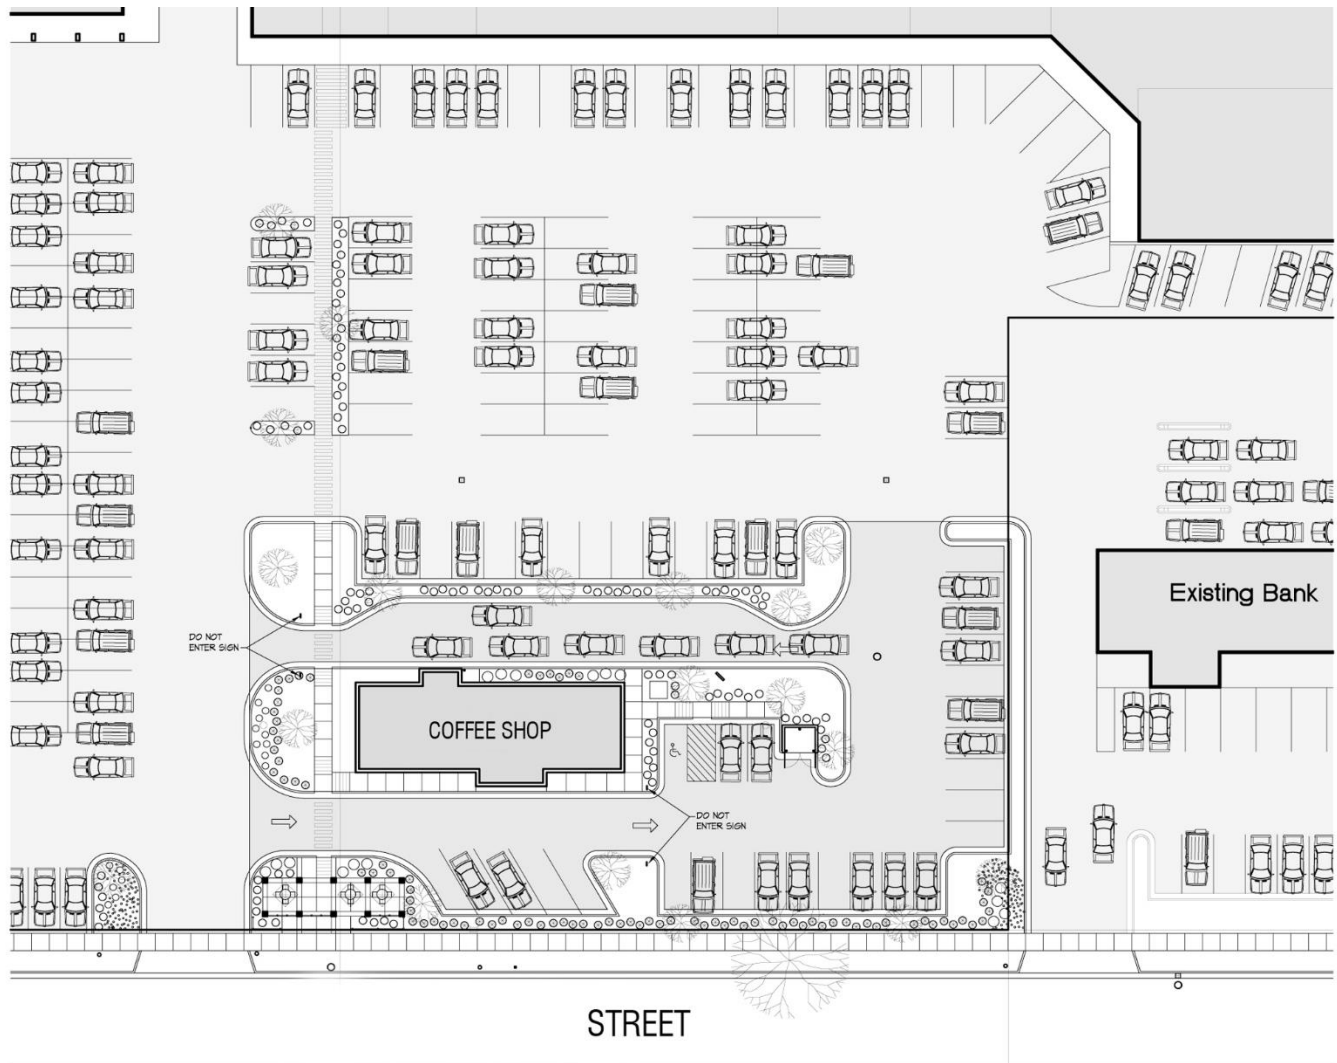 DO NOT
ENTER SIGN
Existing Bank
COFFEE SHOP
DO NOT
ENTER SIGN
STREET